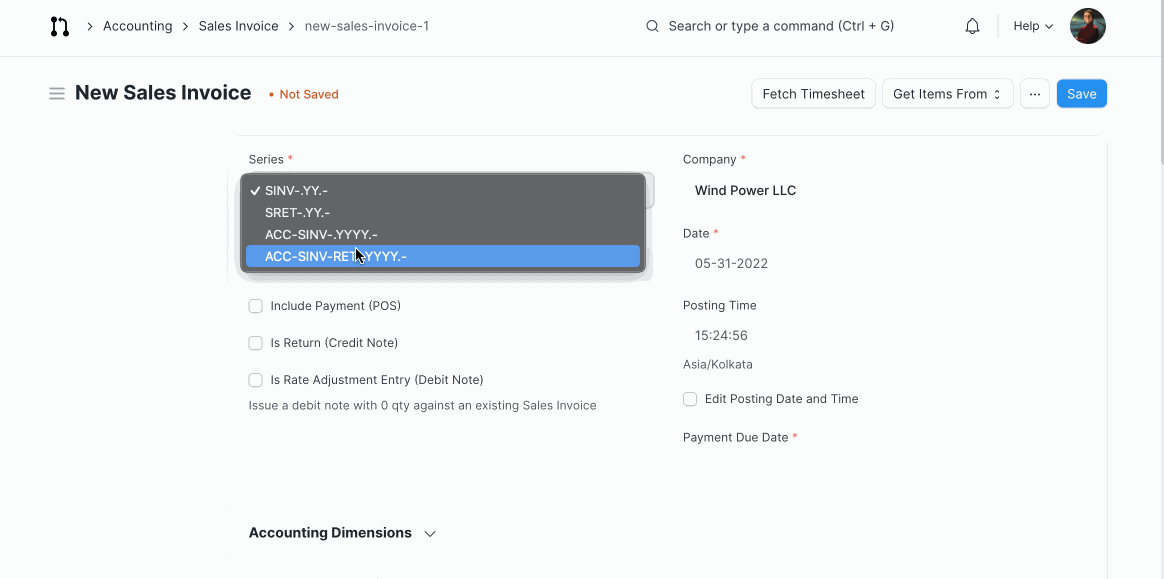 Accounting > Sales Invoice > new-sales-invoice-1
Search or type a command (Ctrl + G)
Help
New Sales Invoice • Not Saved
Fetch Timesheet
Get Items From
...
Save
Series *
✓ SINV-.YY.-
SRET-.YY.-
ACC-SINV-.YYYY.-
ACC-SINV-RET-.YYYY.-
Include Payment (POS)
Is Return (Credit Note)
Is Rate Adjustment Entry (Debit Note)
Issue a debit note with 0 qty against an existing Sales Invoice
Company *
Wind Power LLC
Date *
05-31-2022
Posting Time
15:24:56
Asia/Kolkata
Edit Posting Date and Time
Payment Due Date *
Accounting Dimensions